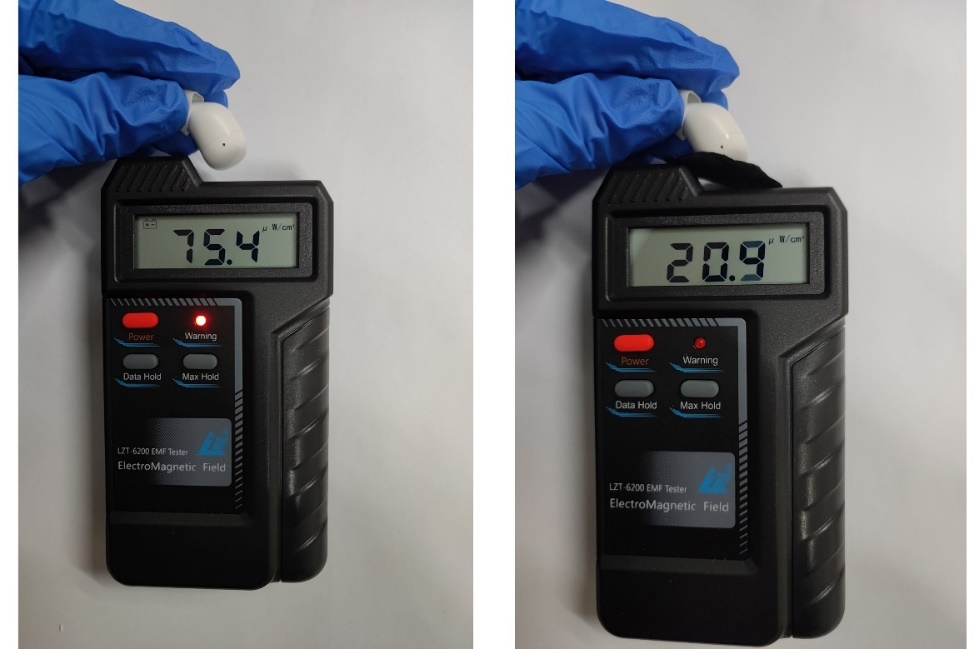 75.4 μ W/cm²
Power Warning
Data Hold Max Hold
LZT-6200 EMF Tester
ElectroMagnetic Field
20.9 μ W/cm²
Power Warning
Data Hold Max Hold
LZT-6200 EMF Tester
ElectroMagnetic Field